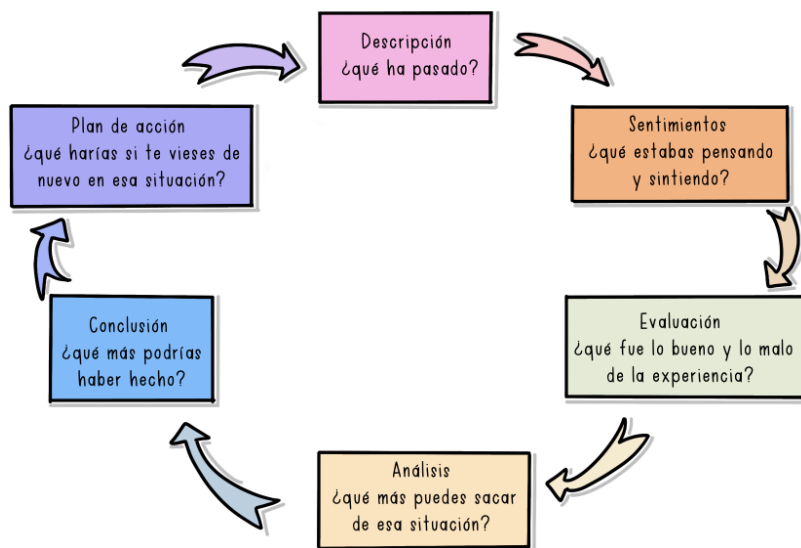 Descripción
¿qué ha pasado?
Sentimientos
¿qué estabas pensando
y sintiendo?
Evaluación
¿qué fue lo bueno y lo malo
de la experiencia?
Análisis
¿qué más puedes sacar
de esa situación?
Conclusión
¿qué más podrías
haber hecho?
Plan de acción
¿qué harías si te vieses de
nuevo en esa situación?